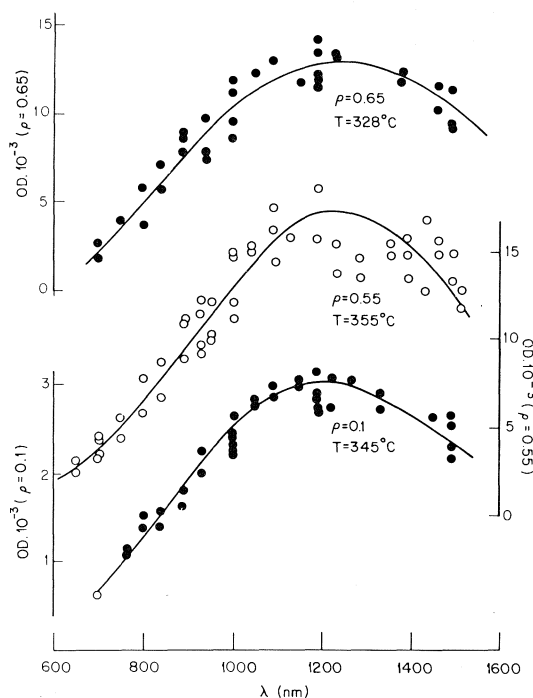 15
10
5
0
OD.10⁻³ (ρ=0.65)
ρ=0.65
T=328°C
15
10
5
0
OD.10⁻³ (ρ=0.55)
ρ=0.55
T=355°C
3
2
1
OD.10⁻³ (ρ=0.1)
ρ=0.1
T=345°C
600 800 1000 1200 1400 1600
λ (nm)